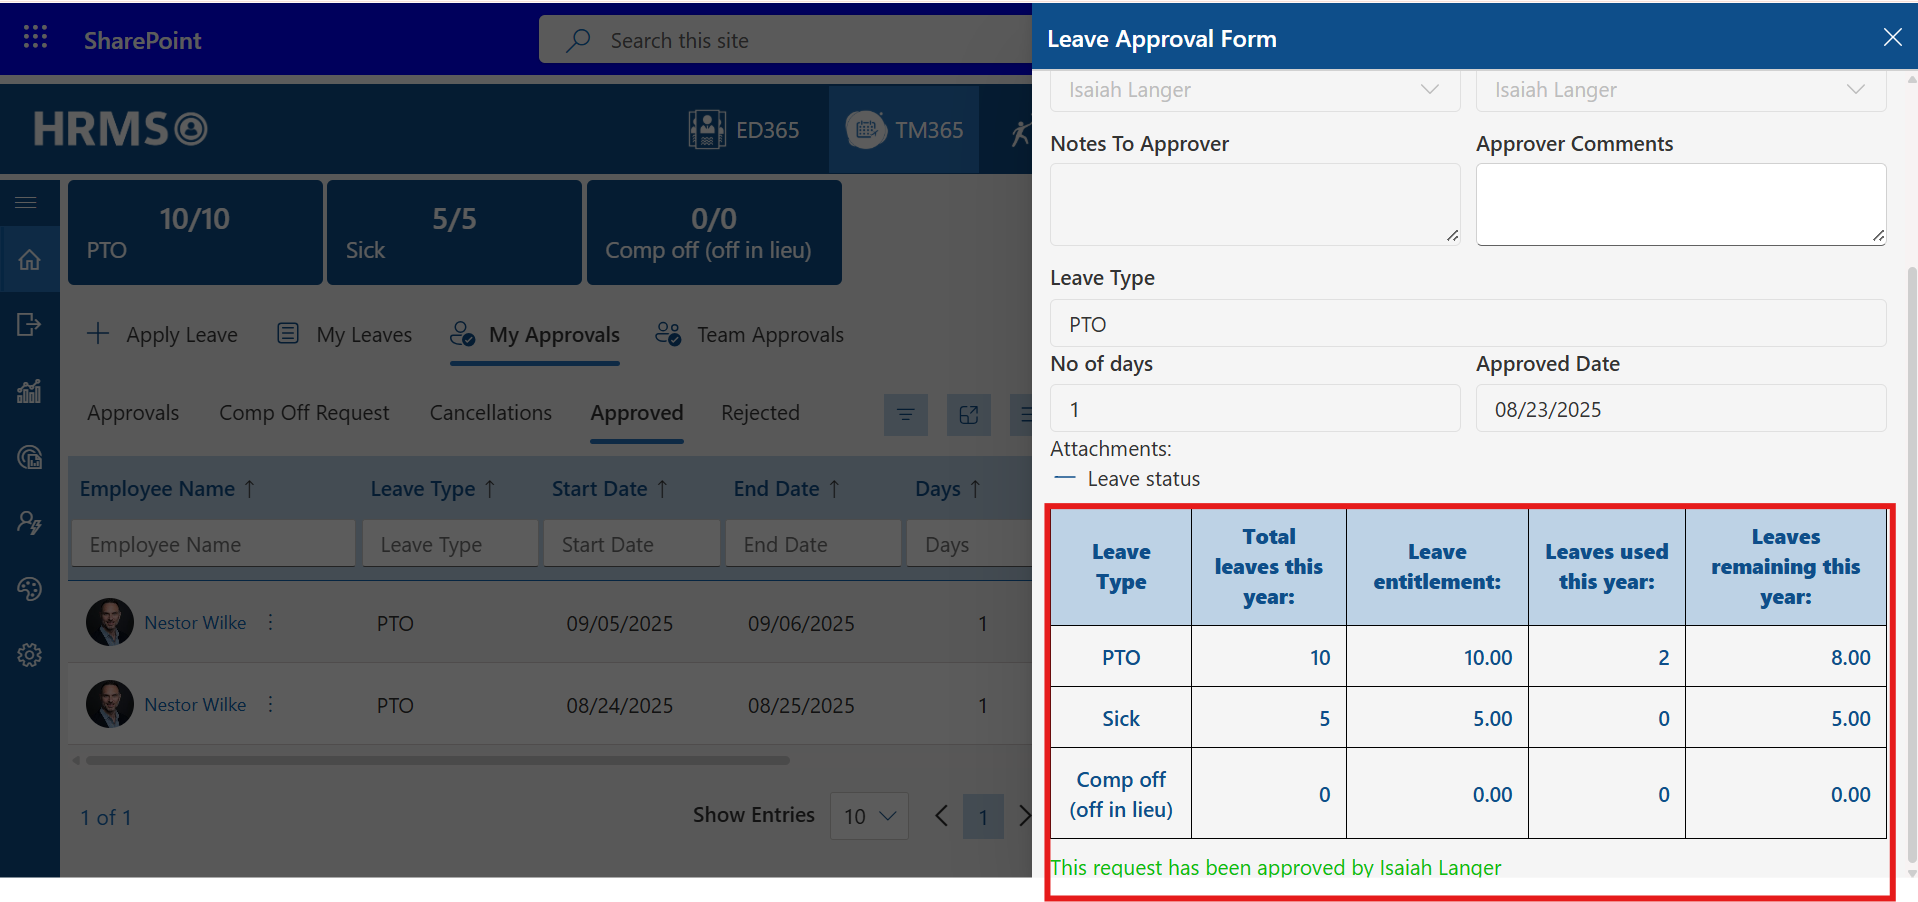 SharePoint
Search this site
HRMS
ED365
TM365
10/10
PTO
5/5
Sick
0/0
Comp off (off in lieu)
Apply Leave
My Leaves
My Approvals
Team Approvals
Approvals
Comp Off Request
Cancellations
Approved
Rejected
Employee Name ↑
Leave Type ↑
Start Date ↑
End Date ↑
Days ↑
Employee Name
Leave Type
Start Date
End Date
Days
Nestor Wilke
PTO
09/05/2025
09/06/2025
1
Nestor Wilke
PTO
08/24/2025
08/25/2025
1
1 of 1
Show Entries
10
1
Leave Approval Form
Isaiah Langer
Isaiah Langer
Notes To Approver
Approver Comments
Leave Type
PTO
No of days
Approved Date
1
08/23/2025
Attachments:
Leave status
Leave
Type
Total
leaves this
year:
Leave
entitlement:
Leaves used
this year:
Leaves
remaining this
year:
PTO
10
10.00
2
8.00
Sick
5
5.00
0
5.00
Comp off
(off in lieu)
0
0.00
0
0.00
This request has been approved by Isaiah Langer